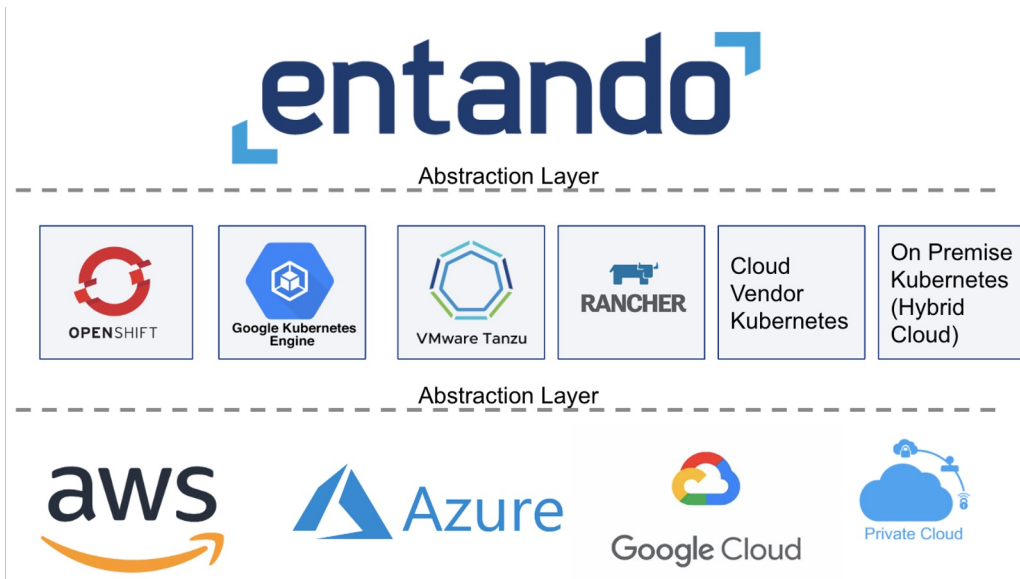 entando
Abstraction Layer
OPENSHIFT
Google Kubernetes
Engine
VMware Tanzu
RANCHER
Cloud
Vendor
Kubernetes
On Premise
Kubernetes
(Hybrid
Cloud)
Abstraction Layer
aws
Azure
Google Cloud
Private Cloud